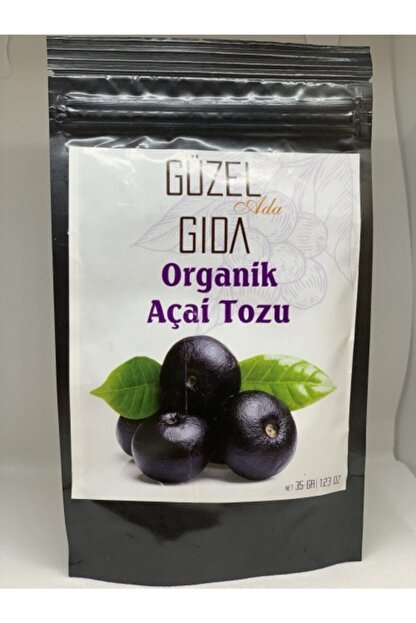 GÜZEL
Ada
GIDA
Organik
Açai Tozu
NET 35 GR | 1.23 OZ